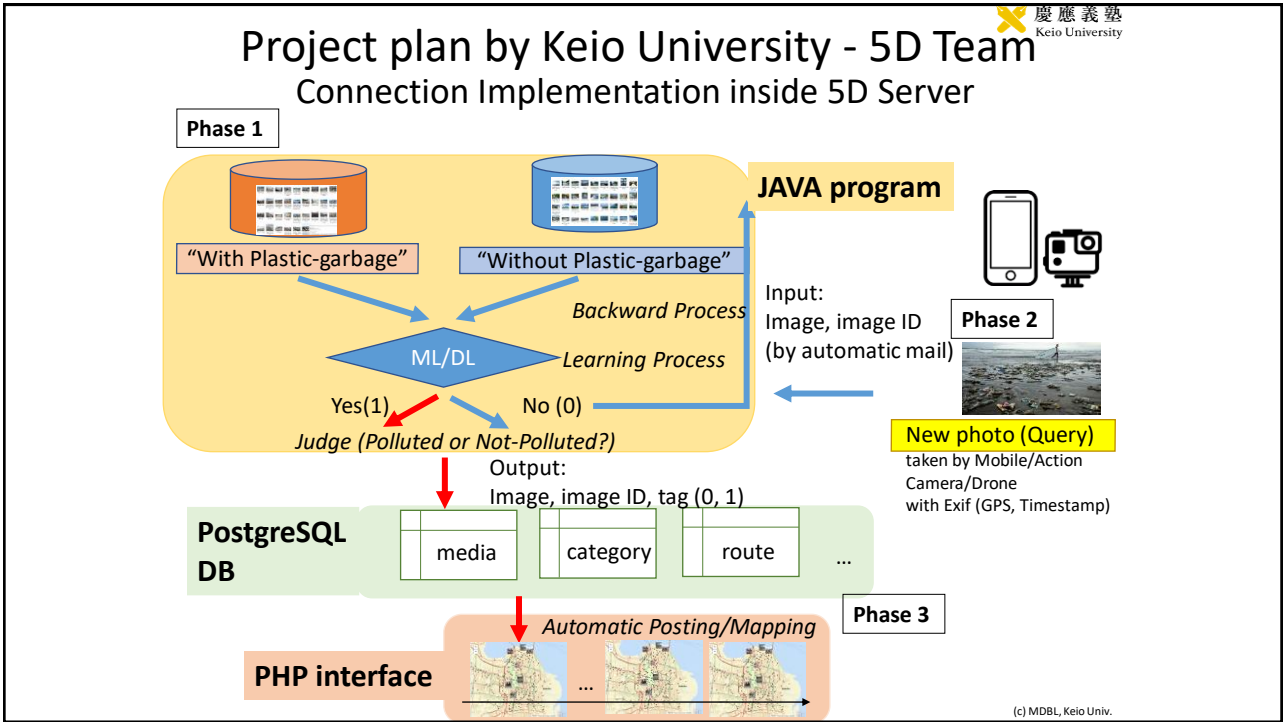 慶應義塾
Keio University
Project plan by Keio University - 5D Team
Connection Implementation inside 5D Server
Phase 1
JAVA program
“With Plastic-garbage”
“Without Plastic-garbage”
Backward Process
ML/DL
Learning Process
Yes(1)
No (0)
Judge (Polluted or Not-Polluted?)
Input:
Image, image ID
(by automatic mail)
Phase 2
New photo (Query)
taken by Mobile/Action
Camera/Drone
with Exif (GPS, Timestamp)
Output:
Image, image ID, tag (0, 1)
PostgreSQL
DB
media
category
route
...
Phase 3
Automatic Posting/Mapping
PHP interface
...
(c) MDBL, Keio Univ.